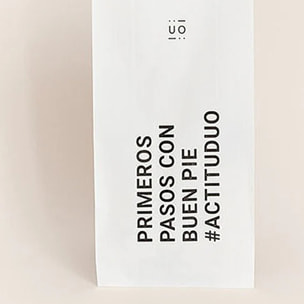 UO
PRIMEROS
PASOS CON
BUEN PIE
#ACTITUDUO